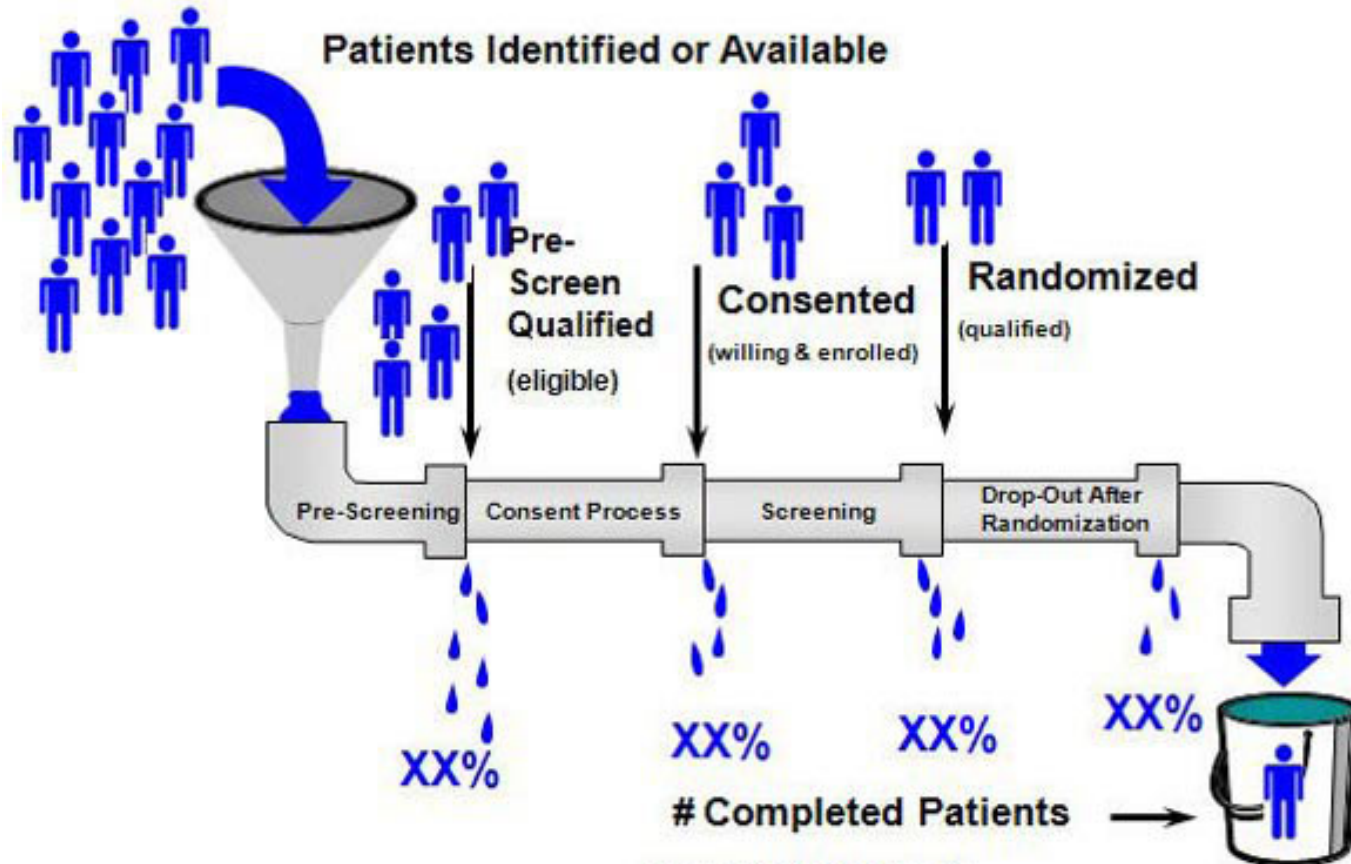 Patients Identified or Available
Pre-
Screen
Qualified
(eligible)
Consented
(willing & enrolled)
Randomized
(qualified)
Pre-Screening
Consent Process
Screening
Drop-Out After
Randomization
XX%
XX%
XX%
XX%
# Completed Patients